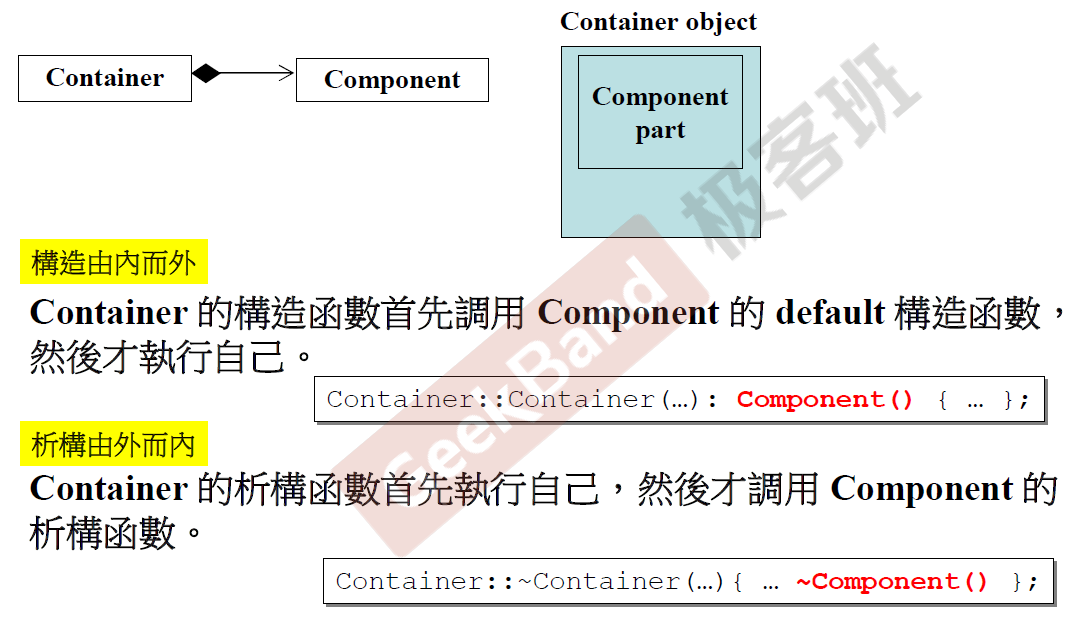 Container object
Container
Component
Component
part
構造由內而外
Container 的構造函數首先調用 Component 的 default 構造函數，
然後才執行自己。
Container::Container(…): Component() { … };
析構由外而內
Container 的析構函數首先執行自己，然後才調用 Component 的
析構函數。
Container::~Container(…){ … ~Component() };
GeekBand
极客班